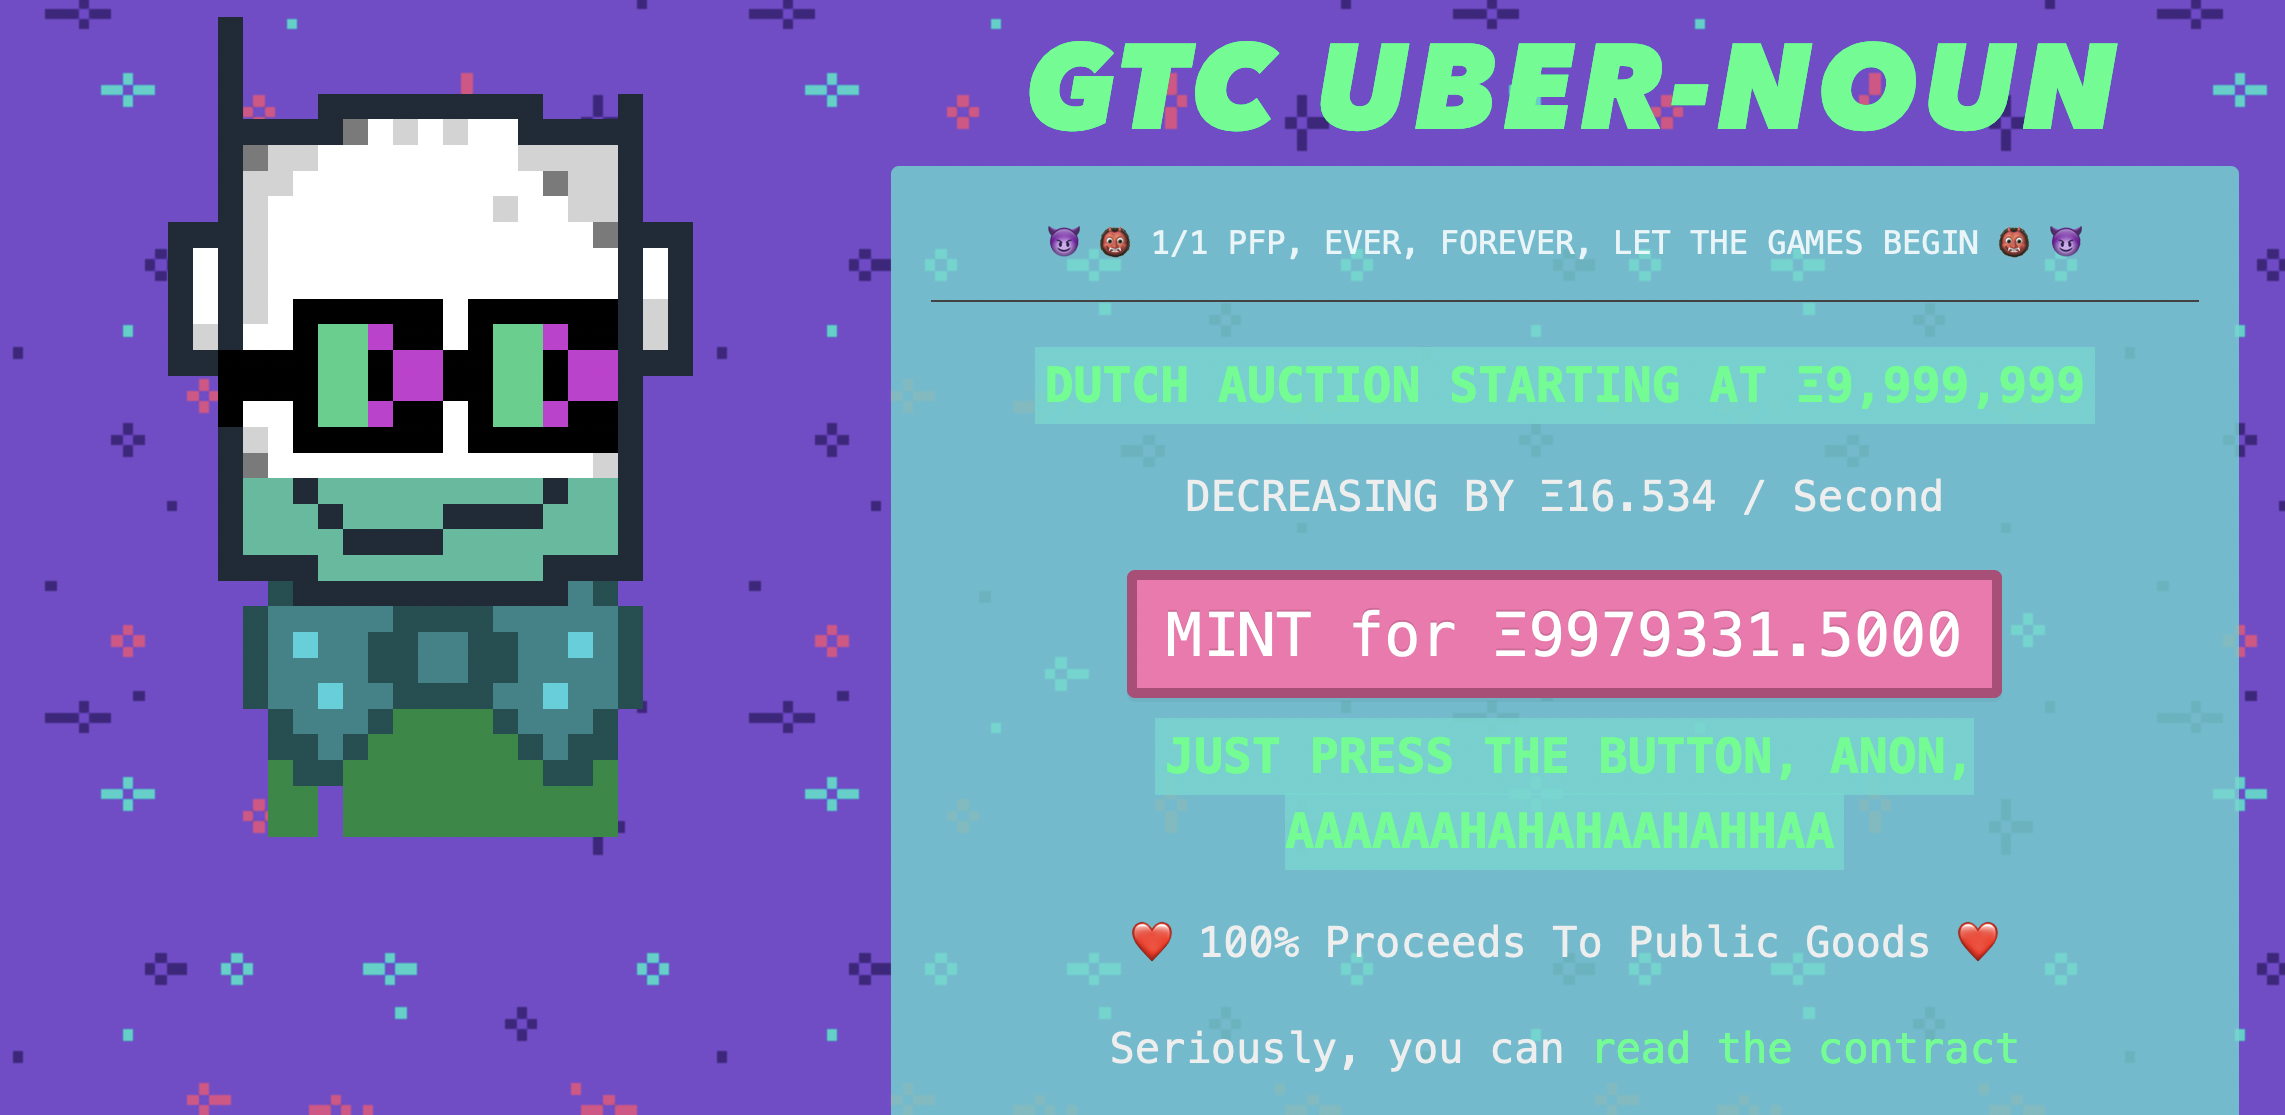 GTC UBER-NOUN
😈 👹 1/1 PFP, EVER, FOREVER, LET THE GAMES BEGIN 👹 😈
DUTCH AUCTION STARTING AT Ξ9,999,999
DECREASING BY Ξ16.534 / Second
MINT for Ξ9979331.5000
JUST PRESS THE BUTTON, ANON,
AAAAAAHAHAHAAHAHHAA
❤️ 100% Proceeds To Public Goods ❤️
Seriously, you can read the contract